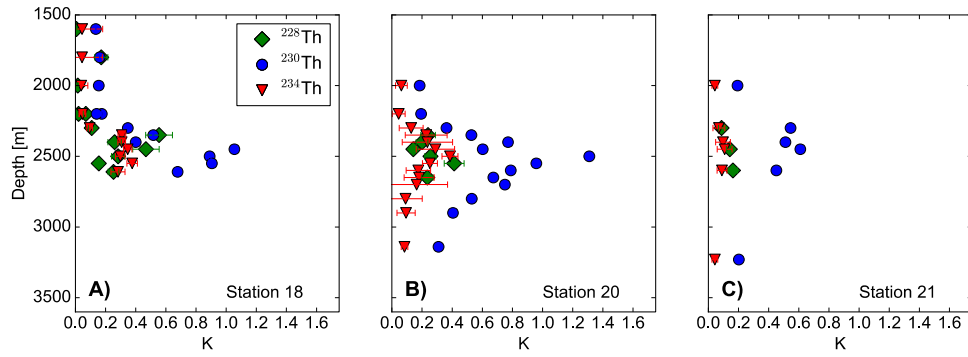 1500
2000
2500
3000
3500
Depth [m]
228Th
230Th
234Th
A)
Station 18
0.0 0.2 0.4 0.6 0.8 1.0 1.2 1.4 1.6
K
B)
Station 20
0.0 0.2 0.4 0.6 0.8 1.0 1.2 1.4 1.6
K
C)
Station 21
0.0 0.2 0.4 0.6 0.8 1.0 1.2 1.4 1.6
K